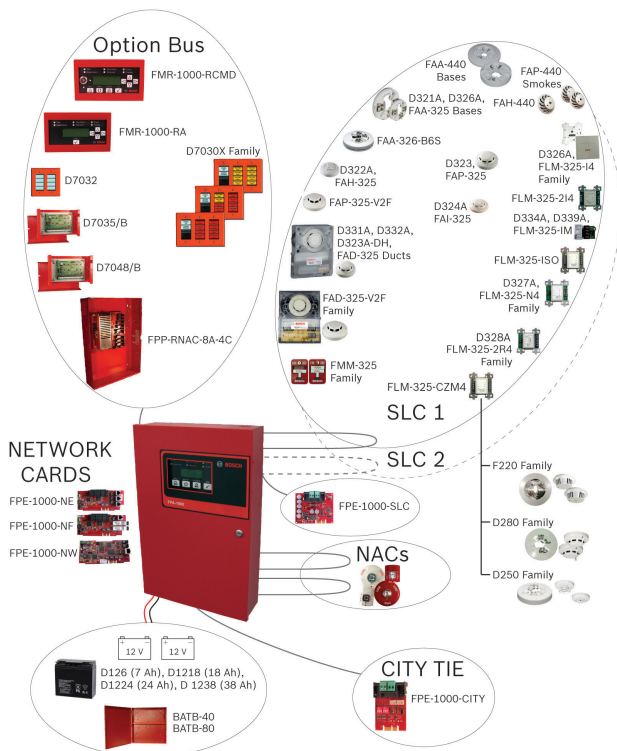 Option Bus
FMR-1000-RCMD
FMR-1000-RA
D7030X Family
D7032
D7035/B
D7048/B
FPP-RNAC-8A-4C
FAA-440
Bases
FAP-440
Smokes
D321A, D326A,
FAA-325 Bases
FAH-440
FAA-326-B6S
D326A,
FLM-325-I4
Family
D322A,
FAH-325
D323,
FAP-325
FAP-325-V2F
D324A
FAI-325
FLM-325-2I4
D334A, D339A,
FLM-325-IM
D331A, D332A,
D323A-DH,
FAD-325 Ducts
FLM-325-ISO
D327A,
FLM-325-N4
Family
FAD-325-V2F
Family
D328A
FLM-325-2R4
Family
FMM-325
Family
FLM-325-CZM4
SLC 1
SLC 2
NETWORK
CARDS
FPE-1000-NE
FPE-1000-NF
FPE-1000-NW
BOSCH
FPA-1000
FPE-1000-SLC
F220 Family
D280 Family
D250 Family
NACs
+ −
12 V
+ −
12 V
D126 (7 Ah), D1218 (18 Ah),
D1224 (24 Ah), D 1238 (38 Ah)
BATB-40
BATB-80
CITY TIE
FPE-1000-CITY